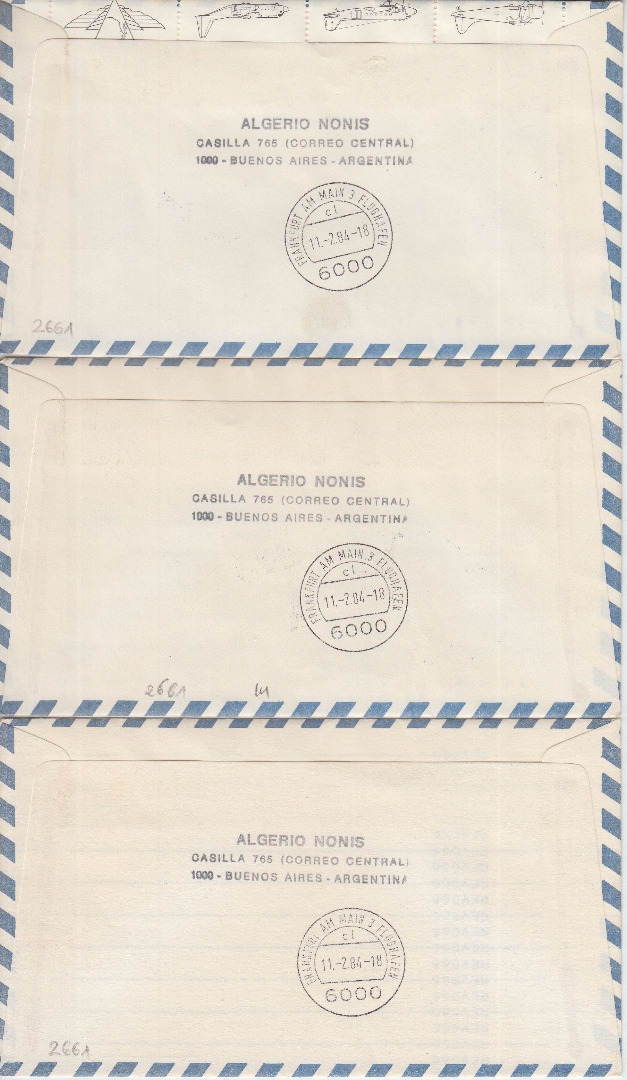 ALGERIO NONIS
CASILLA 765 (CORREO CENTRAL)
1000 - BUENOS AIRES - ARGENTINA
FRANKFURT AM MAIN 3 FLUGHAFEN
cl
11.-2.84-18
6000
2661
ALGERIO NONIS
CASILLA 765 (CORREO CENTRAL)
1000 - BUENOS AIRES - ARGENTINA
FRANKFURT AM MAIN 3 FLUGHAFEN
cl
11.-2.84-18
6000
2661
ALGERIO NONIS
CASILLA 765 (CORREO CENTRAL)
1000 - BUENOS AIRES - ARGENTINA
FRANKFURT AM MAIN 3 FLUGHAFEN
cl
11.-2.84-18
6000
2661